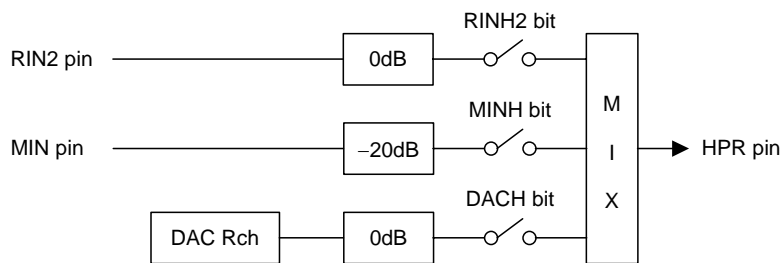 RINH2 bit
RIN2 pin
0dB
MINH bit
M
MIN pin
−20dB
I
HPR pin
DACH bit
X
DAC Rch
0dB